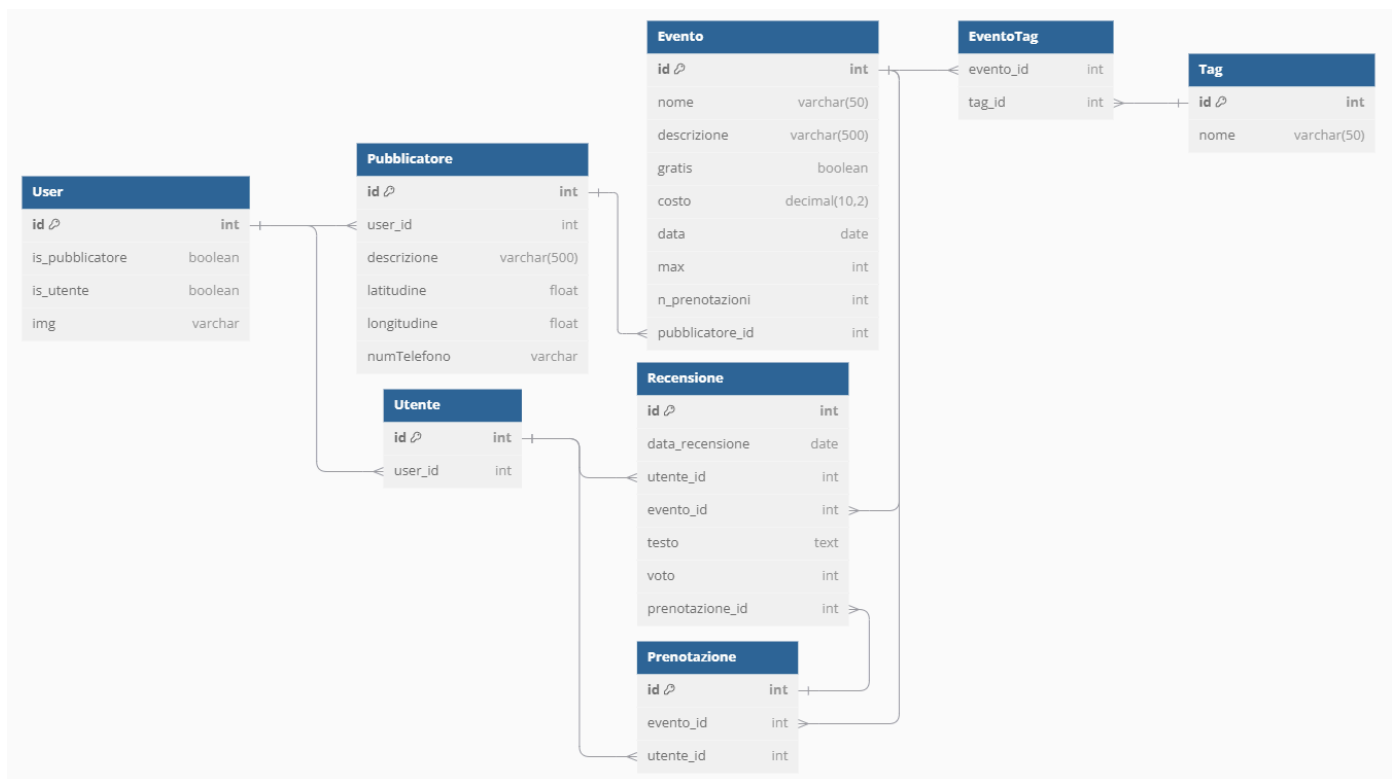 User
id int
is_pubblicatore boolean
is_utente boolean
img varchar
Pubblicatore
id int
user_id int
descrizione varchar(500)
latitudine float
longitudine float
numTelefono varchar
Utente
id int
user_id int
Evento
id int
nome varchar(50)
descrizione varchar(500)
gratis boolean
costo decimal(10,2)
data date
max int
n_prenotazioni int
pubblicatore_id int
Recensione
id int
data_recensione date
utente_id int
evento_id int
testo text
voto int
prenotazione_id int
Prenotazione
id int
evento_id int
utente_id int
EventoTag
evento_id int
tag_id int
Tag
id int
nome varchar(50)